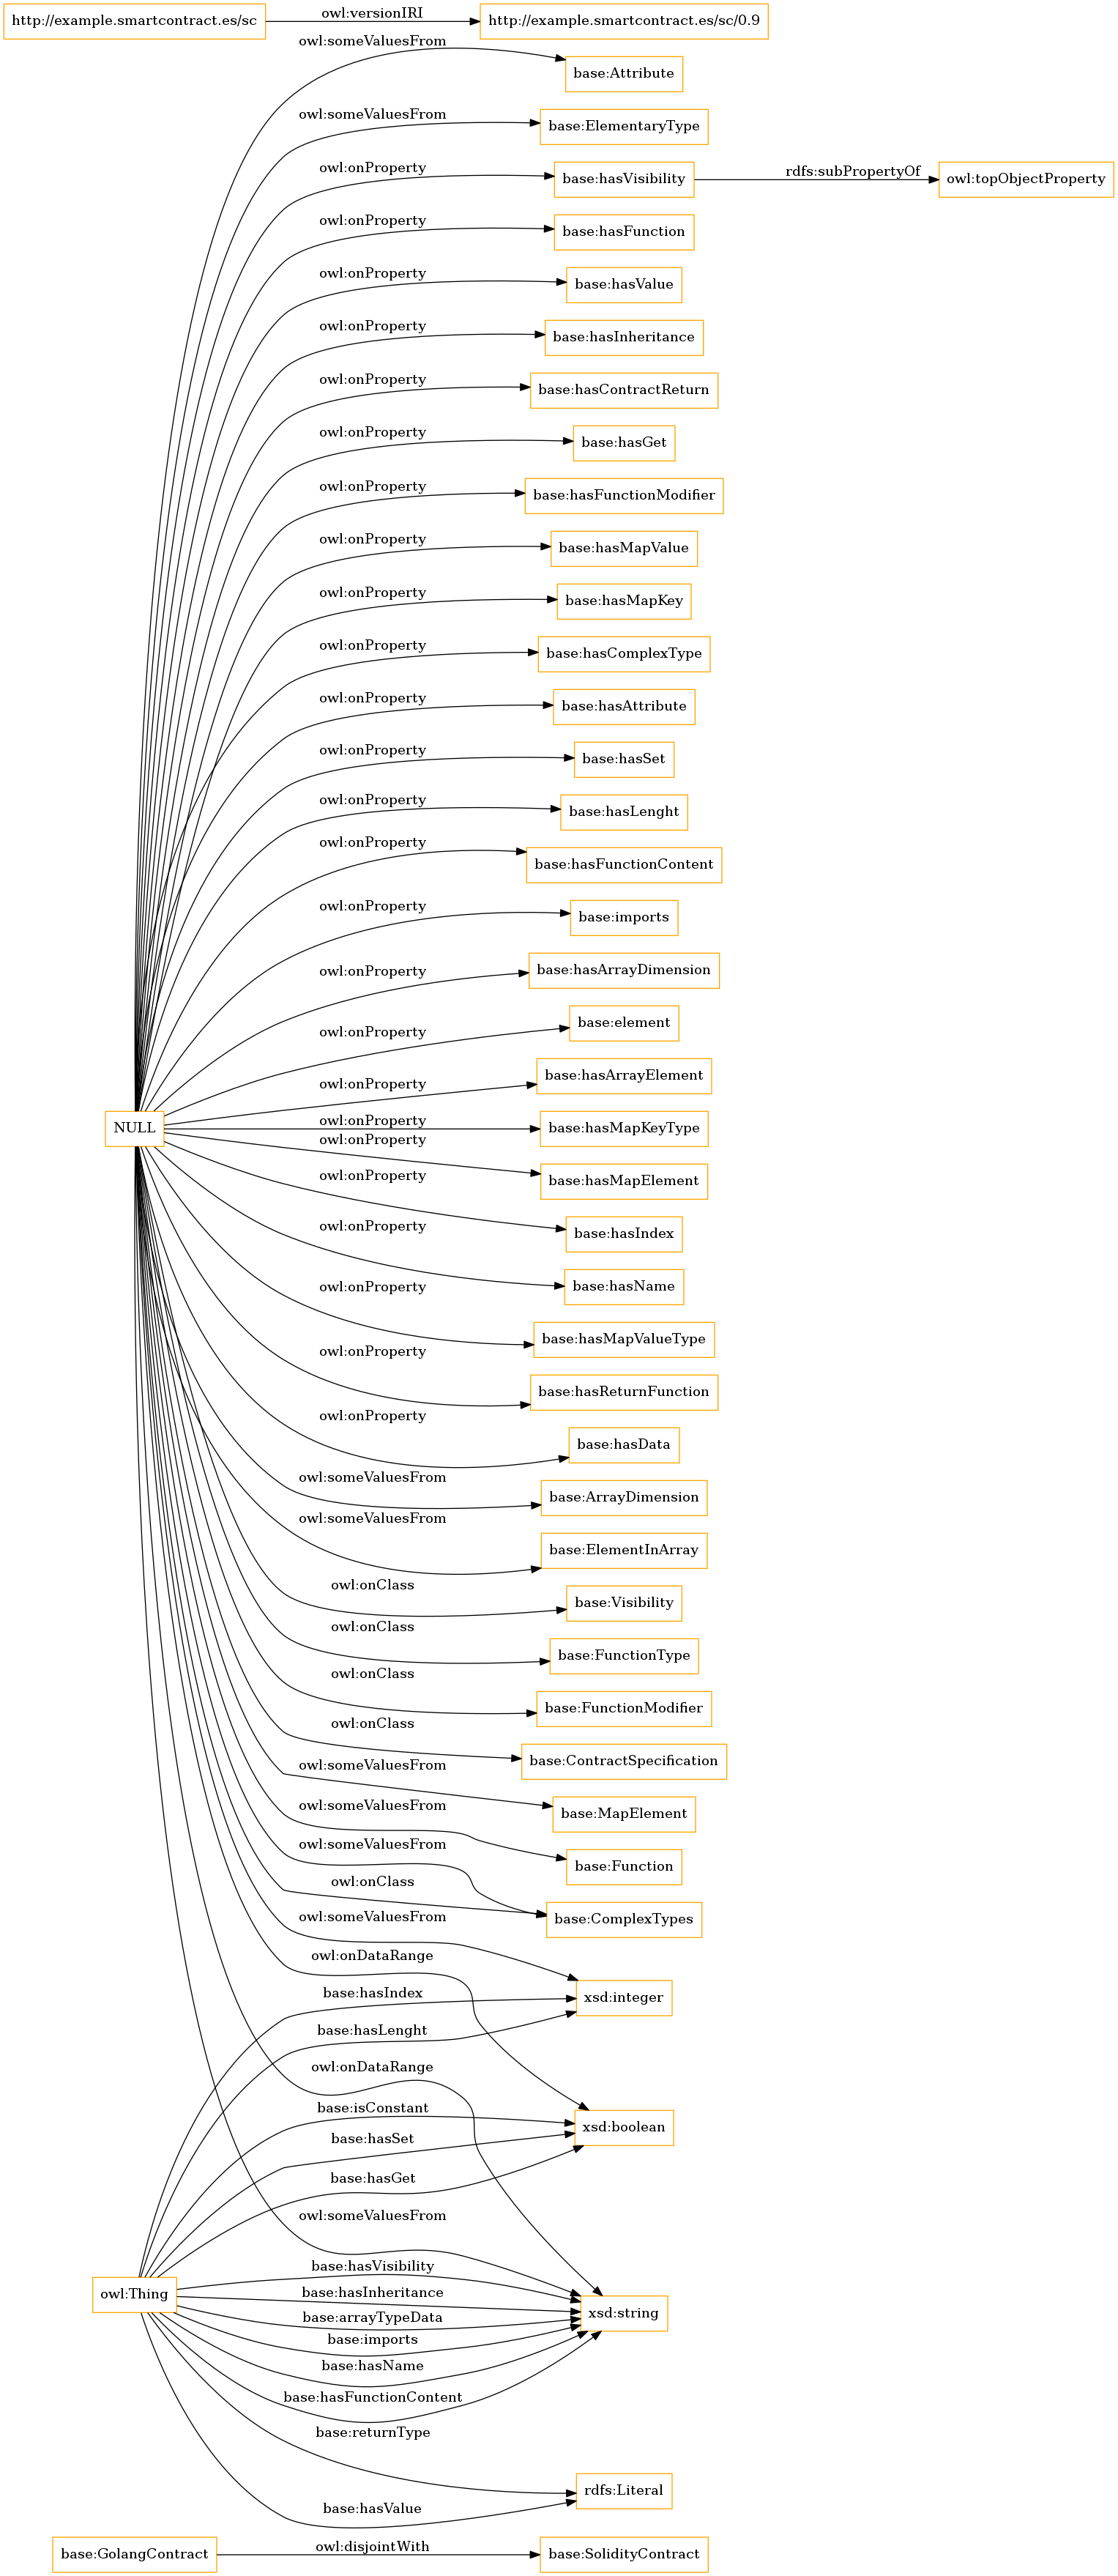 http://example.smartcontract.es/sc
owl:versionIRI
http://example.smartcontract.es/sc/0.9
owl:someValuesFrom
base:Attribute
owl:someValuesFrom
base:ElementaryType
owl:onProperty
base:hasVisibility
rdfs:subPropertyOf
owl:topObjectProperty
owl:onProperty
base:hasFunction
owl:onProperty
base:hasValue
owl:onProperty
base:hasInheritance
owl:onProperty
base:hasContractReturn
owl:onProperty
base:hasGet
owl:onProperty
base:hasFunctionModifier
owl:onProperty
base:hasMapValue
owl:onProperty
base:hasMapKey
owl:onProperty
base:hasComplexType
owl:onProperty
base:hasAttribute
owl:onProperty
base:hasSet
owl:onProperty
base:hasLenght
owl:onProperty
base:hasFunctionContent
owl:onProperty
base:imports
owl:onProperty
base:hasArrayDimension
owl:onProperty
base:element
owl:onProperty
base:hasArrayElement
NULL
owl:onProperty
base:hasMapKeyType
owl:onProperty
base:hasMapElement
owl:onProperty
base:hasIndex
owl:onProperty
base:hasName
owl:onProperty
base:hasMapValueType
owl:onProperty
base:hasReturnFunction
owl:onProperty
base:hasData
owl:someValuesFrom
base:ArrayDimension
owl:someValuesFrom
base:ElementInArray
owl:onClass
base:Visibility
owl:onClass
base:FunctionType
owl:onClass
base:FunctionModifier
owl:onClass
base:ContractSpecification
owl:someValuesFrom
base:MapElement
owl:someValuesFrom
base:Function
owl:someValuesFrom
owl:onClass
base:ComplexTypes
owl:someValuesFrom
owl:onDataRange
base:hasIndex
xsd:integer
base:hasLenght
owl:onDataRange
base:isConstant
xsd:boolean
base:hasSet
base:hasGet
owl:someValuesFrom
base:hasVisibility
owl:Thing
base:hasInheritance
xsd:string
base:arrayTypeData
base:imports
base:hasName
base:hasFunctionContent
base:returnType
rdfs:Literal
base:hasValue
base:GolangContract
owl:disjointWith
base:SolidityContract